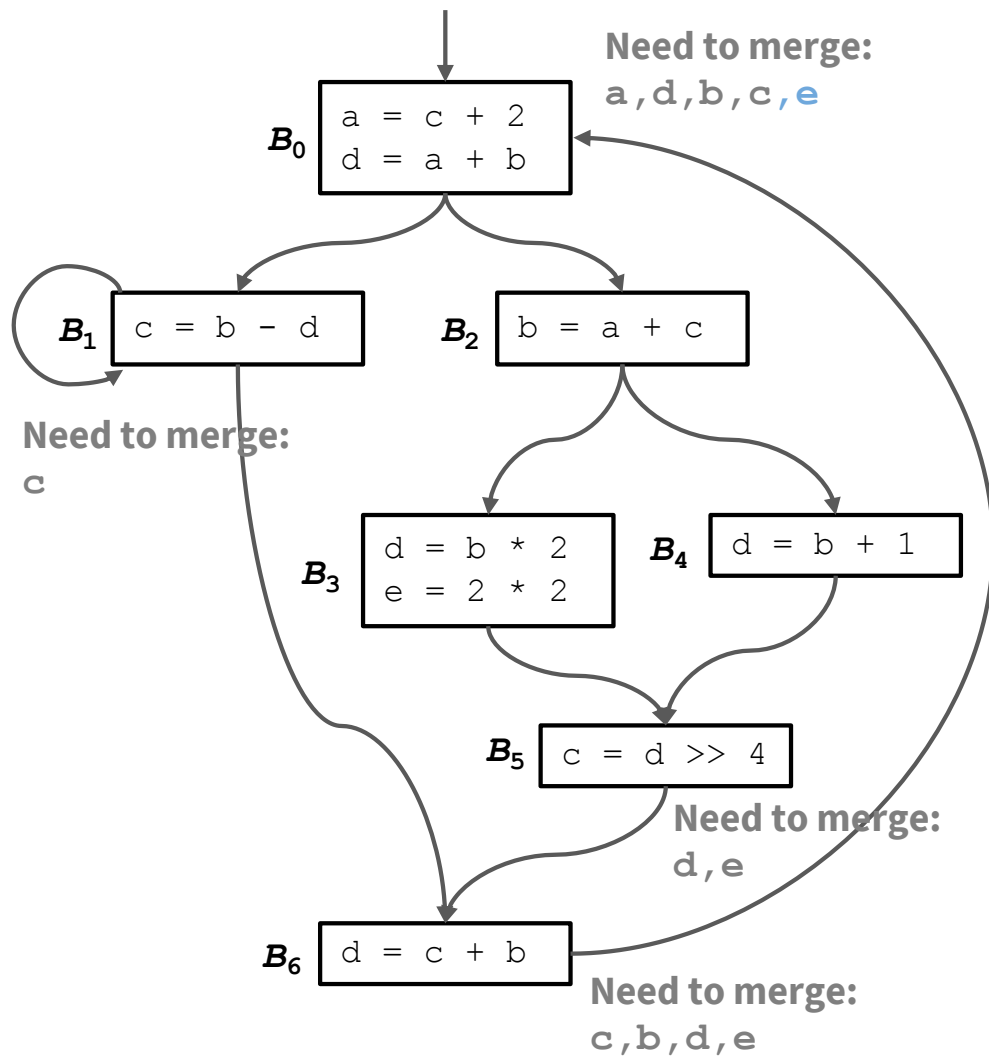 Need to merge:
a,d,b,c,e
B0
a = c + 2
d = a + b
B1
c = b - d
B2
b = a + c
Need to merge:
c
B3
d = b * 2
e = 2 * 2
B4
d = b + 1
B5
c = d >> 4
Need to merge:
d,e
B6
d = c + b
Need to merge:
c,b,d,e